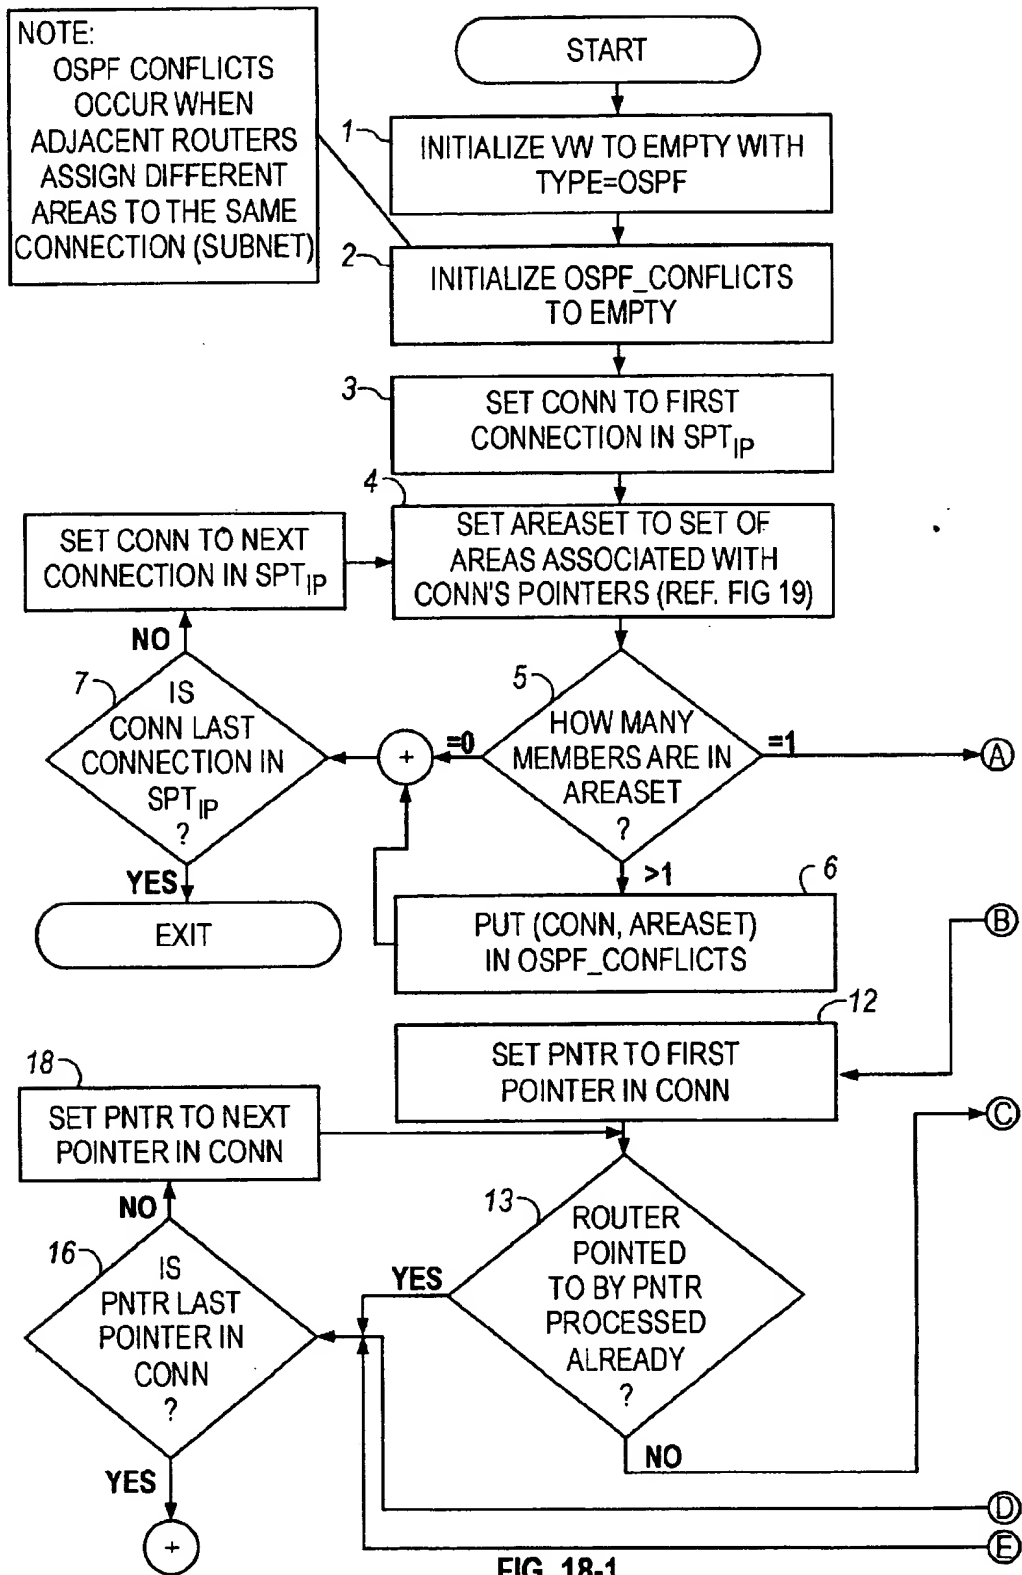 NOTE:
OSPF CONFLICTS
OCCUR WHEN
ADJACENT ROUTERS
ASSIGN DIFFERENT
AREAS TO THE SAME
CONNECTION (SUBNET)
START
1
INITIALIZE VW TO EMPTY WITH
TYPE=OSPF
2
INITIALIZE OSPF_CONFLICTS
TO EMPTY
3
SET CONN TO FIRST
CONNECTION IN SPT_IP
4
SET AREASET TO SET OF
AREAS ASSOCIATED WITH
CONN'S POINTERS (REF. FIG 19)
SET CONN TO NEXT
CONNECTION IN SPT_IP
NO
7
IS
CONN LAST
CONNECTION IN
SPT_IP
?
YES
EXIT
+
=0
5
HOW MANY
MEMBERS ARE IN
AREASET
?
=1
A
>1
6
PUT (CONN, AREASET)
IN OSPF_CONFLICTS
B
12
SET PNTR TO FIRST
POINTER IN CONN
C
18
SET PNTR TO NEXT
POINTER IN CONN
NO
16
IS
PNTR LAST
POINTER IN
CONN
?
YES
+
13
ROUTER
POINTED
TO BY PNTR
PROCESSED
ALREADY
?
YES
NO
D
E
FIG. 18-1